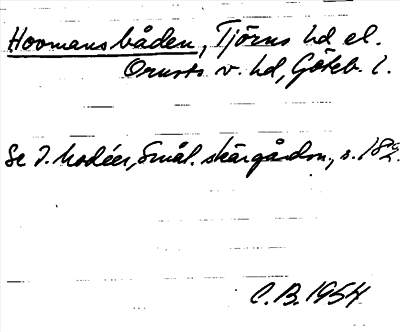 Hoomansbåden, Tjörns hd el.
Orusts v. hd, Göteb. l.
Se I. Modéer, Smål. skärgårdsn., s. 182.
C.B. 1954